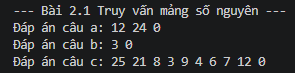 --- Bài 2.1 Truy vấn mảng số nguyên ---
Đáp án câu a: 12 24 0
Đáp án câu b: 3 0
Đáp án câu c: 25 21 8 3 9 4 6 7 12 0